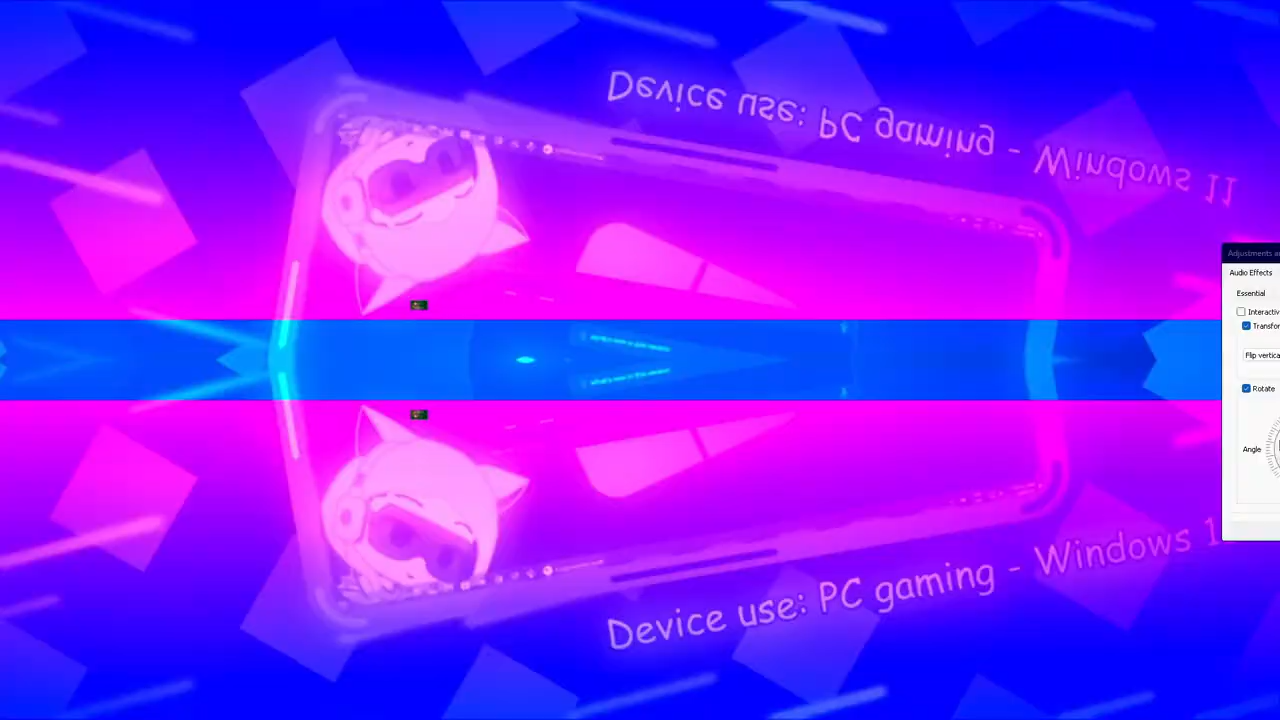 Device use: PC gaming - Windows 11
Adjustments a
Audio Effects
Essential
Interactiv
Transfor
Flip vertica
Rotate
Angle
Device use: PC gaming - Windows 1